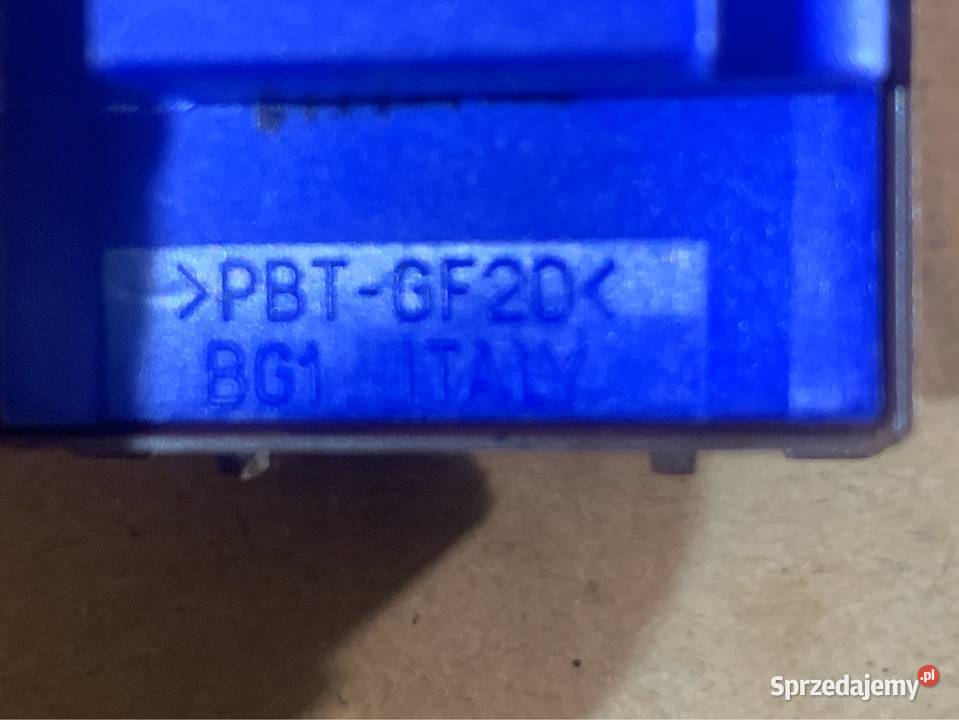 >PBT-GF20<
BG1 ITALY
Sprzedajemy.pl